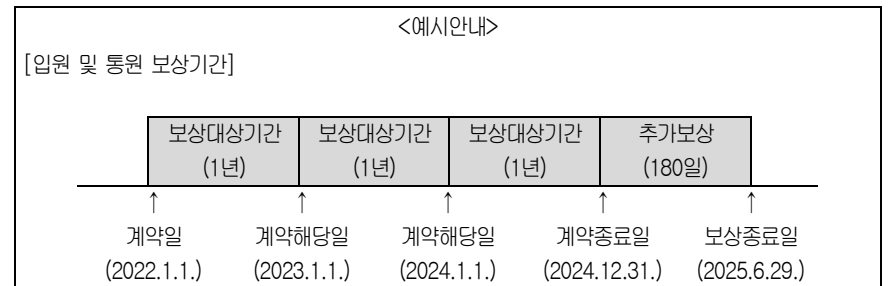 <예시안내>
[입원 및 통원 보상기간]
보상대상기간 보상대상기간 보상대상기간 추가보상
(1년) (1년) (1년) (180일)
↑ ↑ ↑ ↑ ↑
계약일 계약해당일 계약해당일 계약종료일 보상종료일
(2022.1.1.) (2023.1.1.) (2024.1.1.) (2024.12.31.) (2025.6.29.)